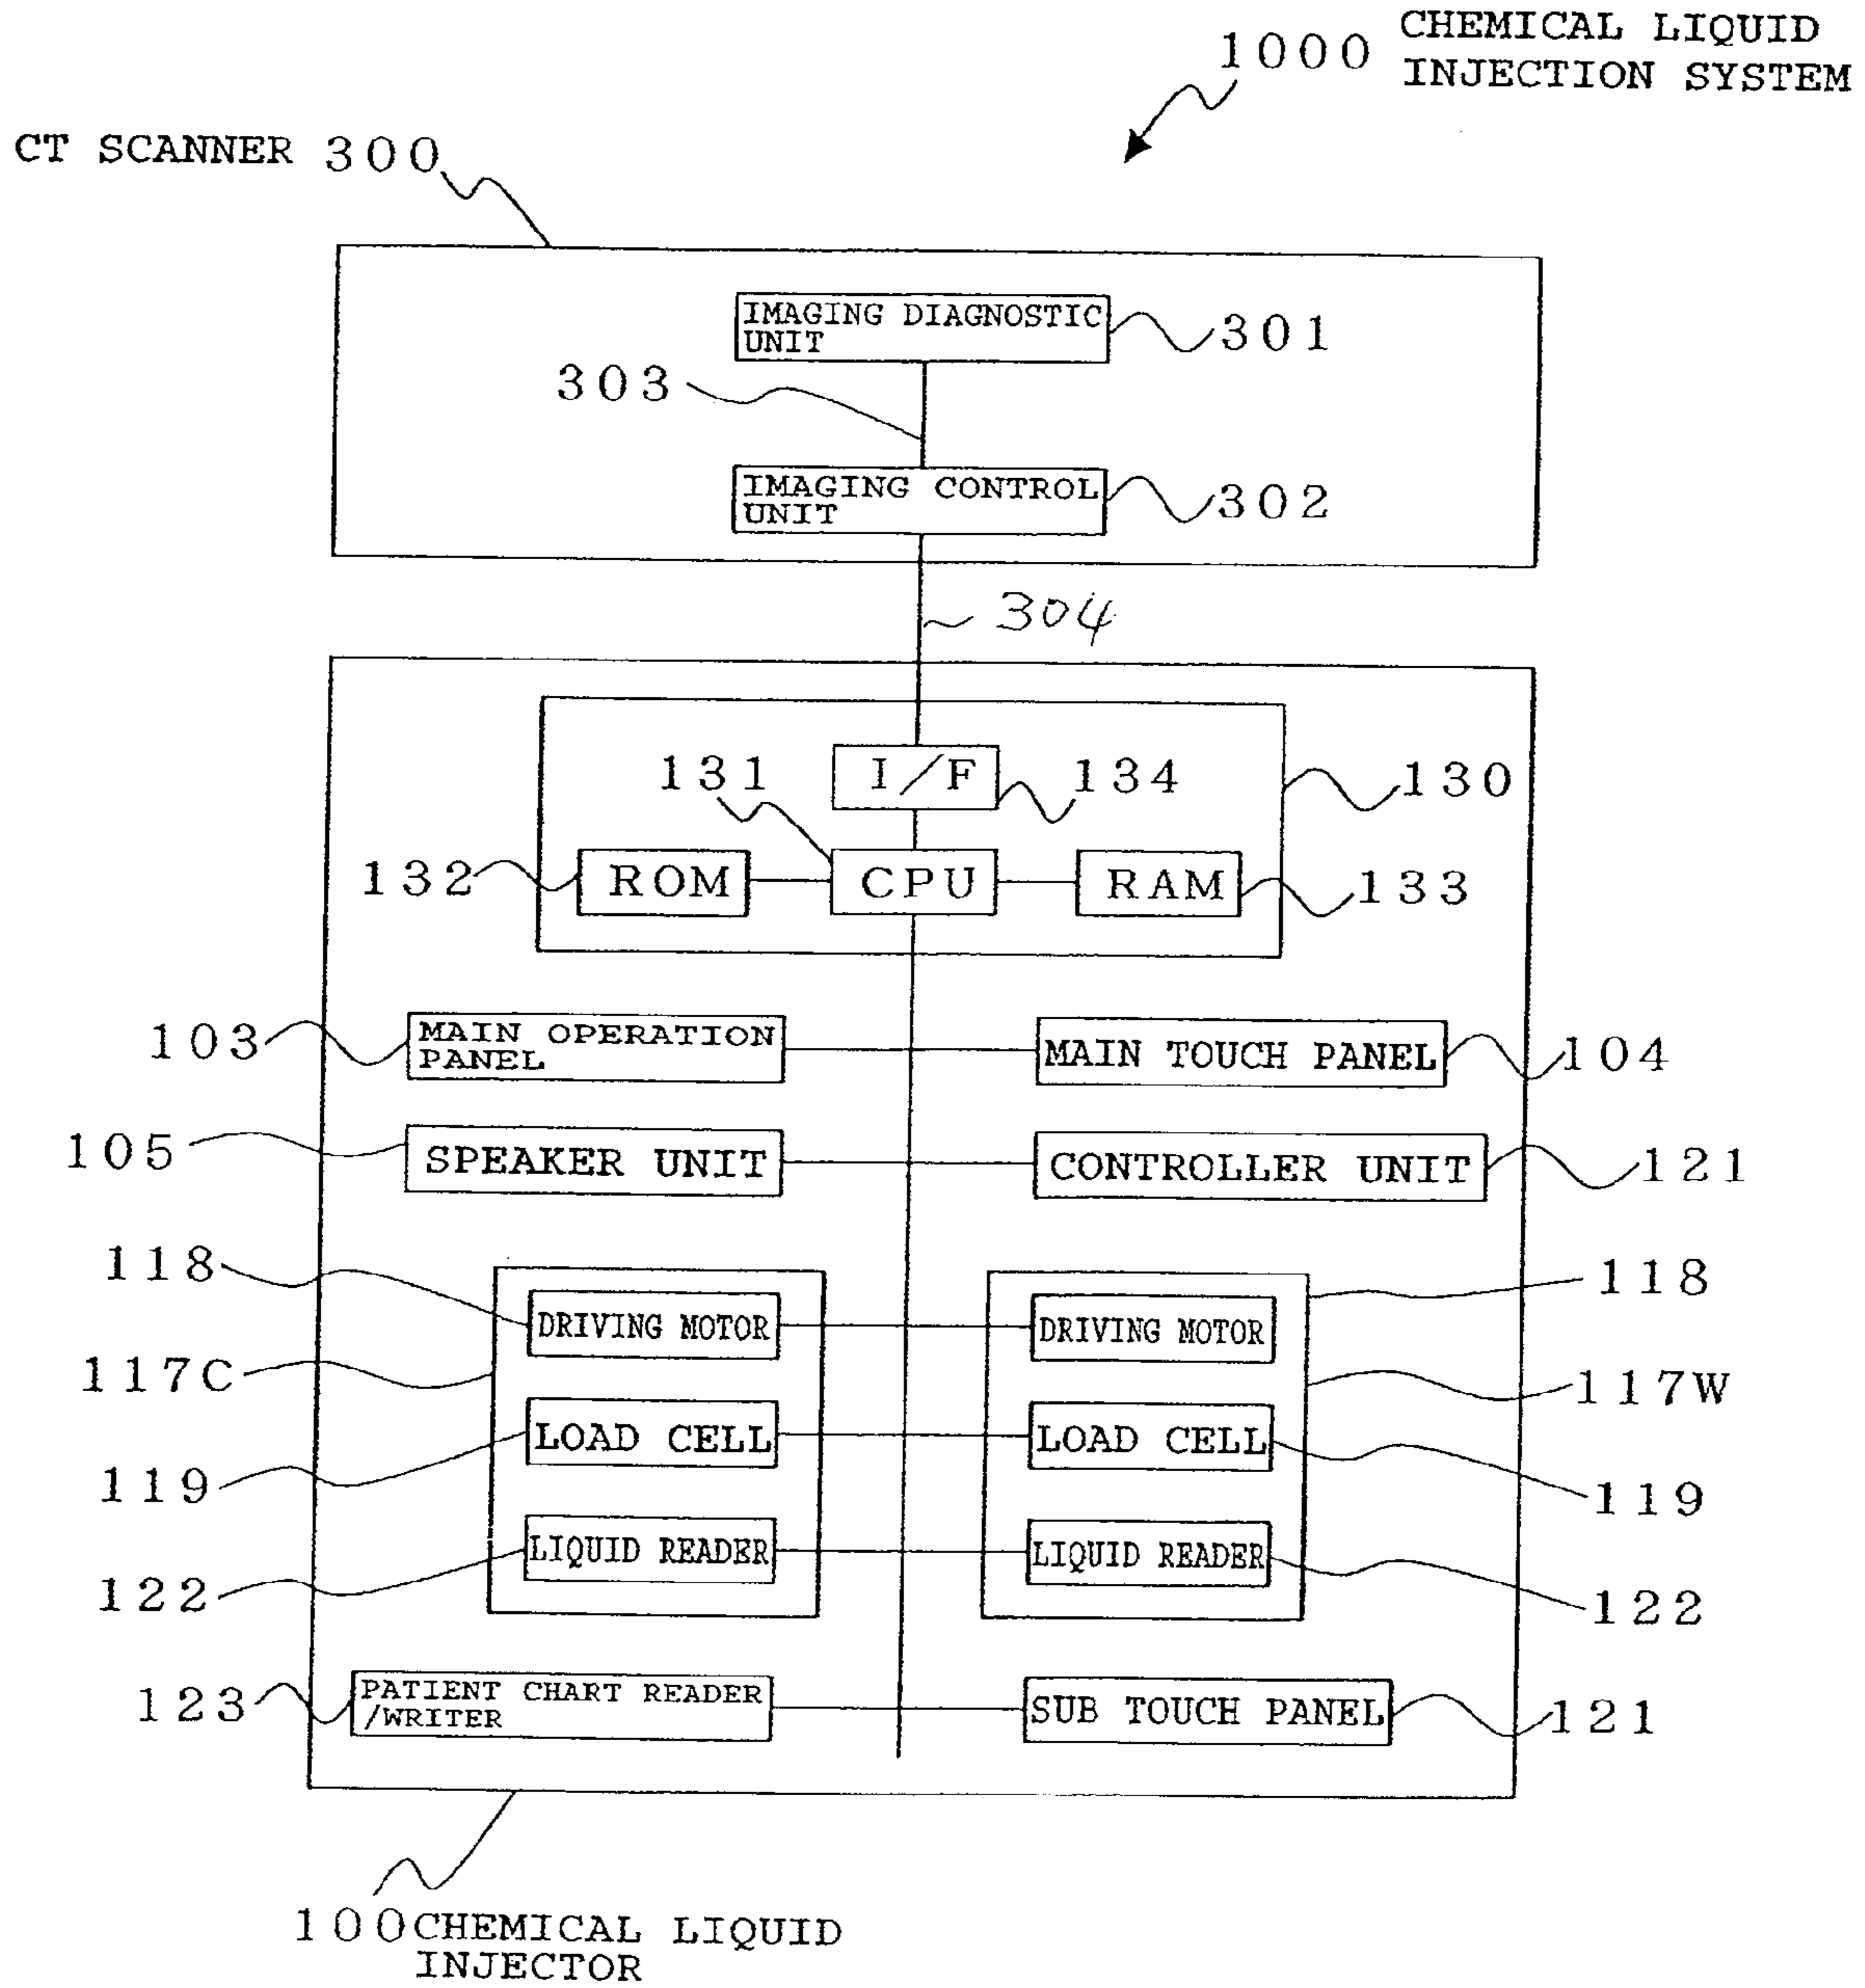 1000 CHEMICAL LIQUID
INJECTION SYSTEM
CT SCANNER 300
IMAGING DIAGNOSTIC
UNIT
301
303
IMAGING CONTROL
UNIT
302
304
131
I/F
134
130
132
ROM
CPU
RAM
133
103
MAIN OPERATION
PANEL
MAIN TOUCH PANEL
104
105
SPEAKER UNIT
CONTROLLER UNIT
121
118
DRIVING MOTOR
DRIVING MOTOR
118
117C
117W
LOAD CELL
LOAD CELL
119
119
LIQUID READER
LIQUID READER
122
122
123
PATIENT CHART READER
/WRITER
SUB TOUCH PANEL
121
100 CHEMICAL LIQUID
INJECTOR